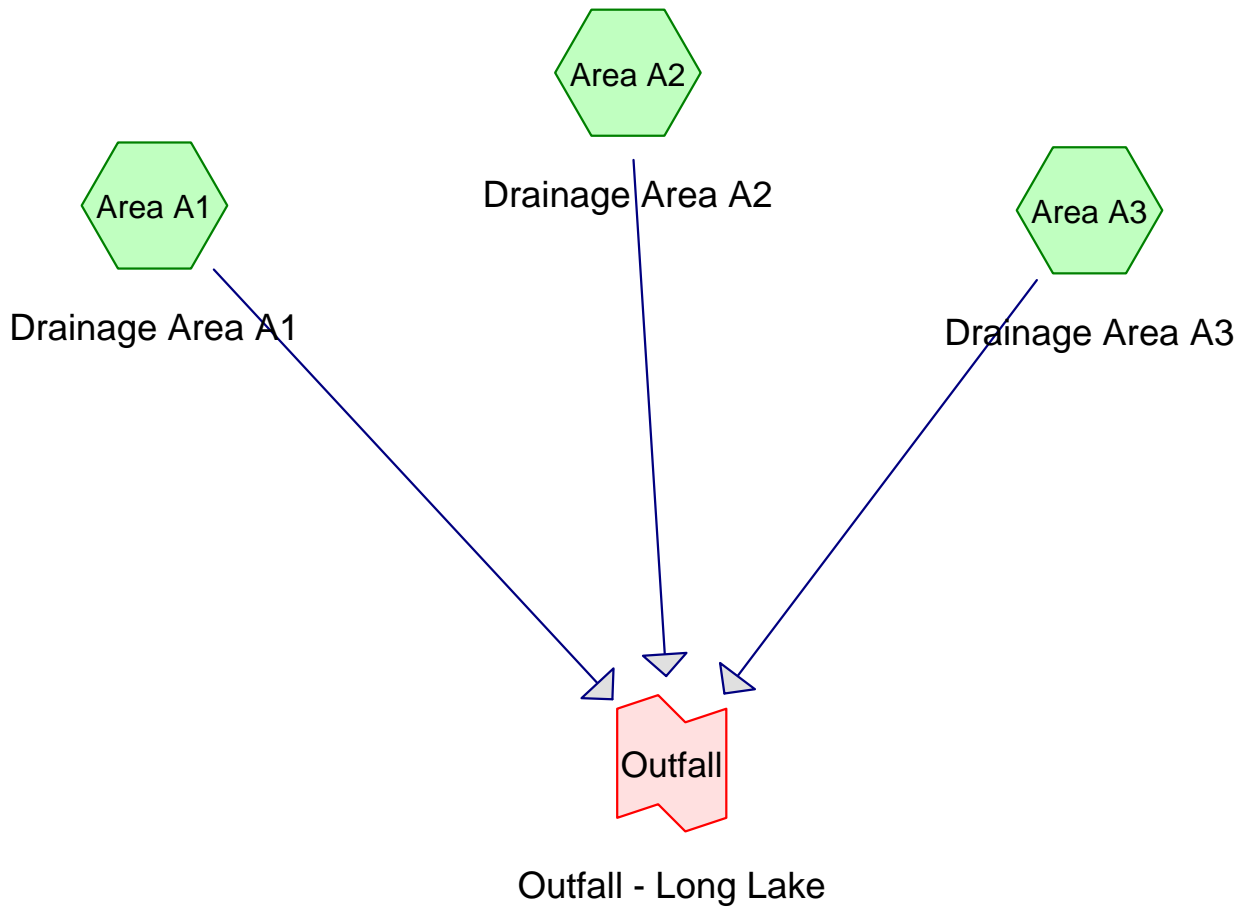 Area A2
Drainage Area A2
Area A1
Drainage Area A1
Area A3
Drainage Area A3
Outfall
Outfall - Long Lake